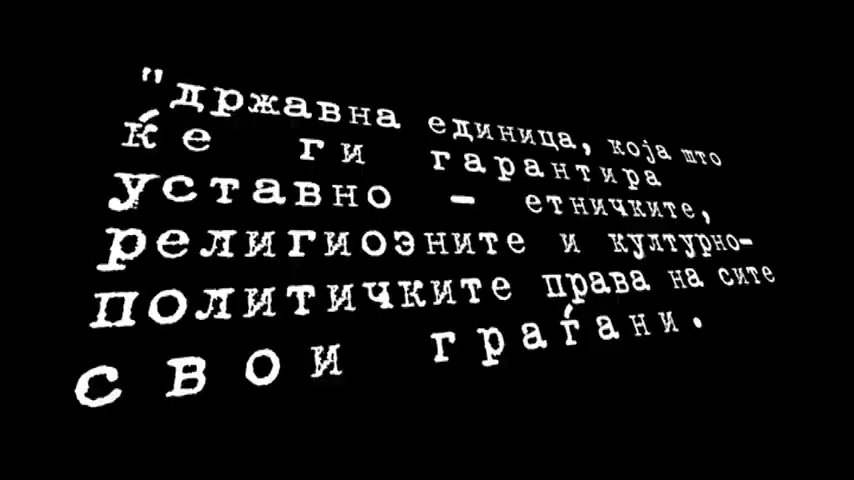 "државна единица, која што
ќе ги гарантира
уставно - етничките,
религиозните и културно-
политичките права на сите
свои граѓани.